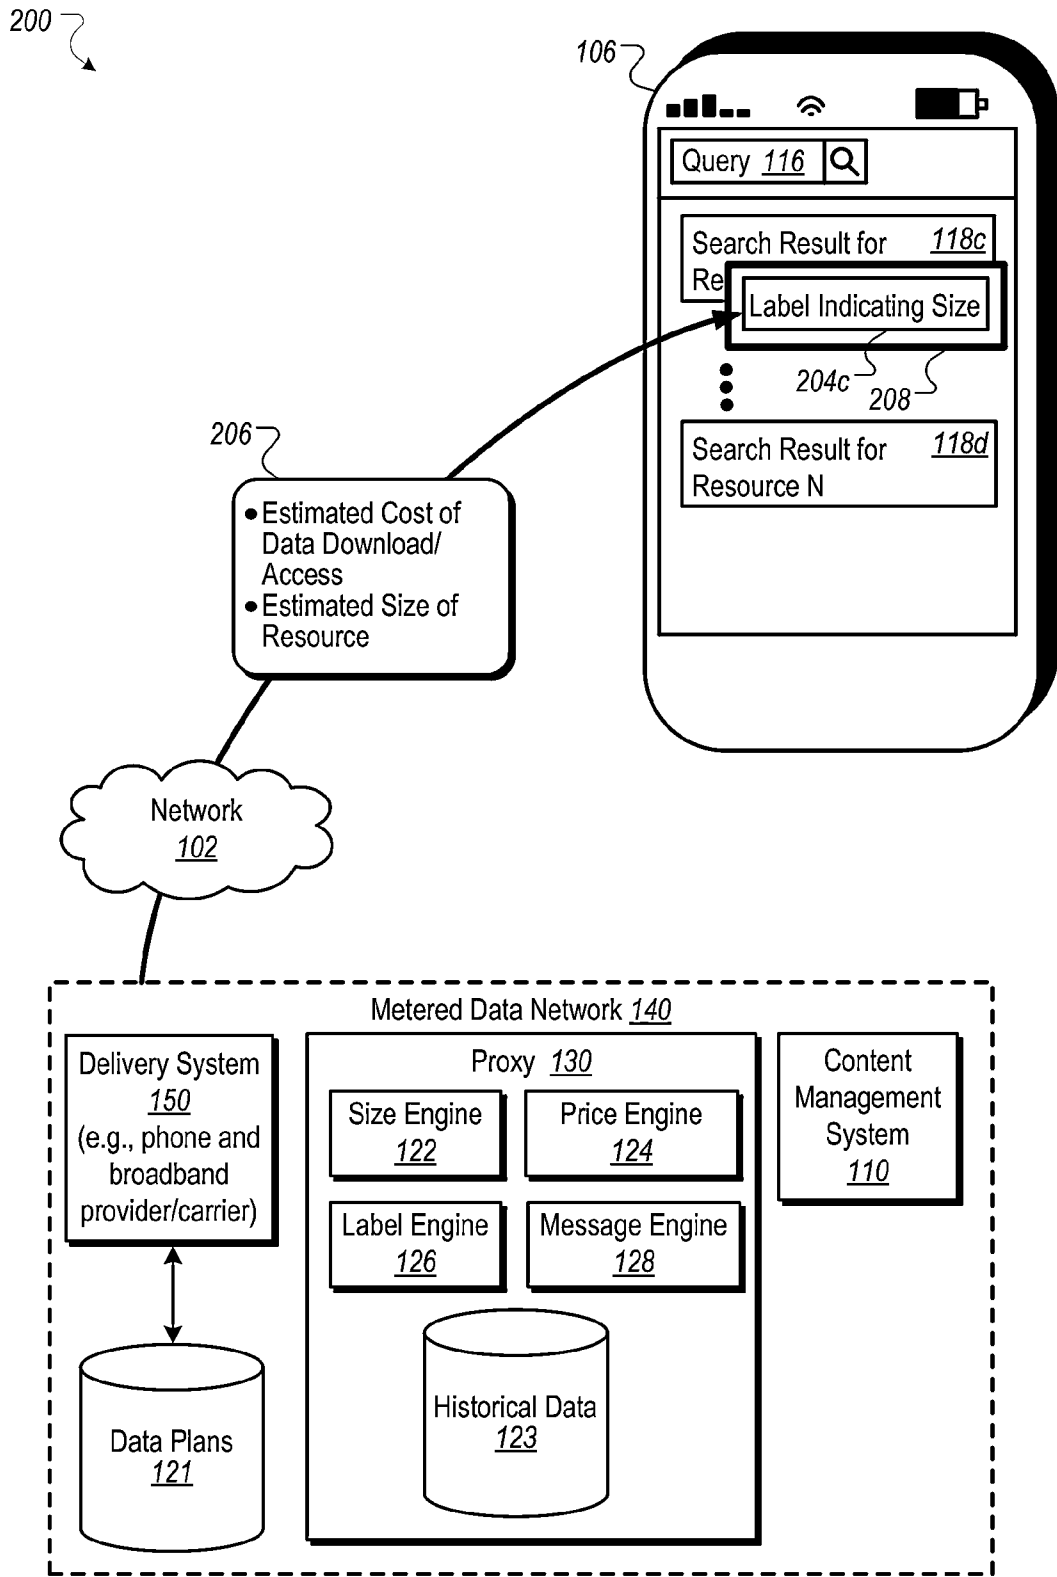 200
106
Query 116
Search Result for 118c
Re
Label Indicating Size
204c
208
Search Result for 118d
Resource N
206
• Estimated Cost of
Data Download/
Access
• Estimated Size of
Resource
Network
102
Metered Data Network 140
Delivery System
150
(e.g., phone and
broadband
provider/carrier)
Data Plans
121
Proxy 130
Size Engine
122
Price Engine
124
Label Engine
126
Message Engine
128
Historical Data
123
Content
Management
System
110